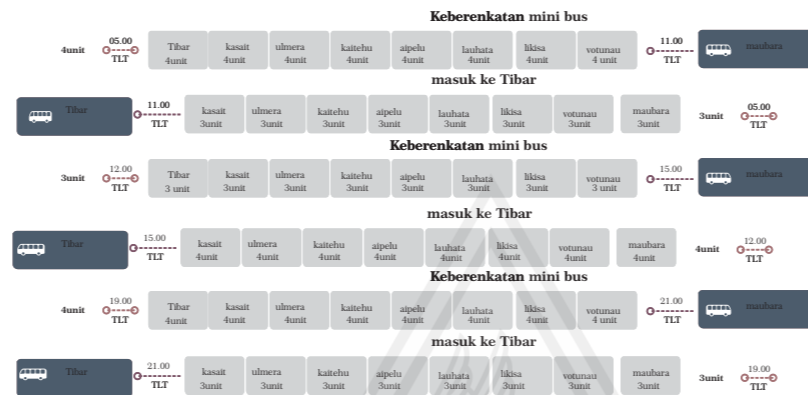 Keberenkatan mini bus
4unit 05.00 TLT Tibar kasait ulmera kaitehu aipelu lauhata likisa votunau 11.00 TLT maubara
4unit 4unit 4unit 4unit 4unit 4unit 4unit 4 unit
masuk ke Tibar
Tibar 11.00 TLT kasait ulmera kaitehu aipelu lauhata likisa votunau maubara 3unit 05.00 TLT
3unit 3unit 3unit 3unit 3unit 3unit 3unit 3unit
Keberenkatan mini bus
3unit 12.00 TLT Tibar kasait ulmera kaitehu aipelu lauhata likisa votunau 15.00 TLT maubara
3 unit 3unit 3unit 3unit 3unit 3unit 3unit 3 unit
masuk ke Tibar
Tibar 15.00 TLT kasait ulmera kaitehu aipelu lauhata likisa votunau maubara 4unit 12.00 TLT
4unit 4unit 4unit 4unit 4unit 4unit 4unit 4unit
Keberenkatan mini bus
4unit 19.00 TLT Tibar kasait ulmera kaitehu aipelu lauhata likisa votunau 21.00 TLT maubara
4unit 4unit 4unit 4unit 4unit 4unit 4unit 4 unit
masuk ke Tibar
Tibar 21.00 TLT kasait ulmera kaitehu aipelu lauhata likisa votunau maubara 3unit 19.00 TLT
3unit 3unit 3unit 3unit 3unit 3unit 3unit 3unit